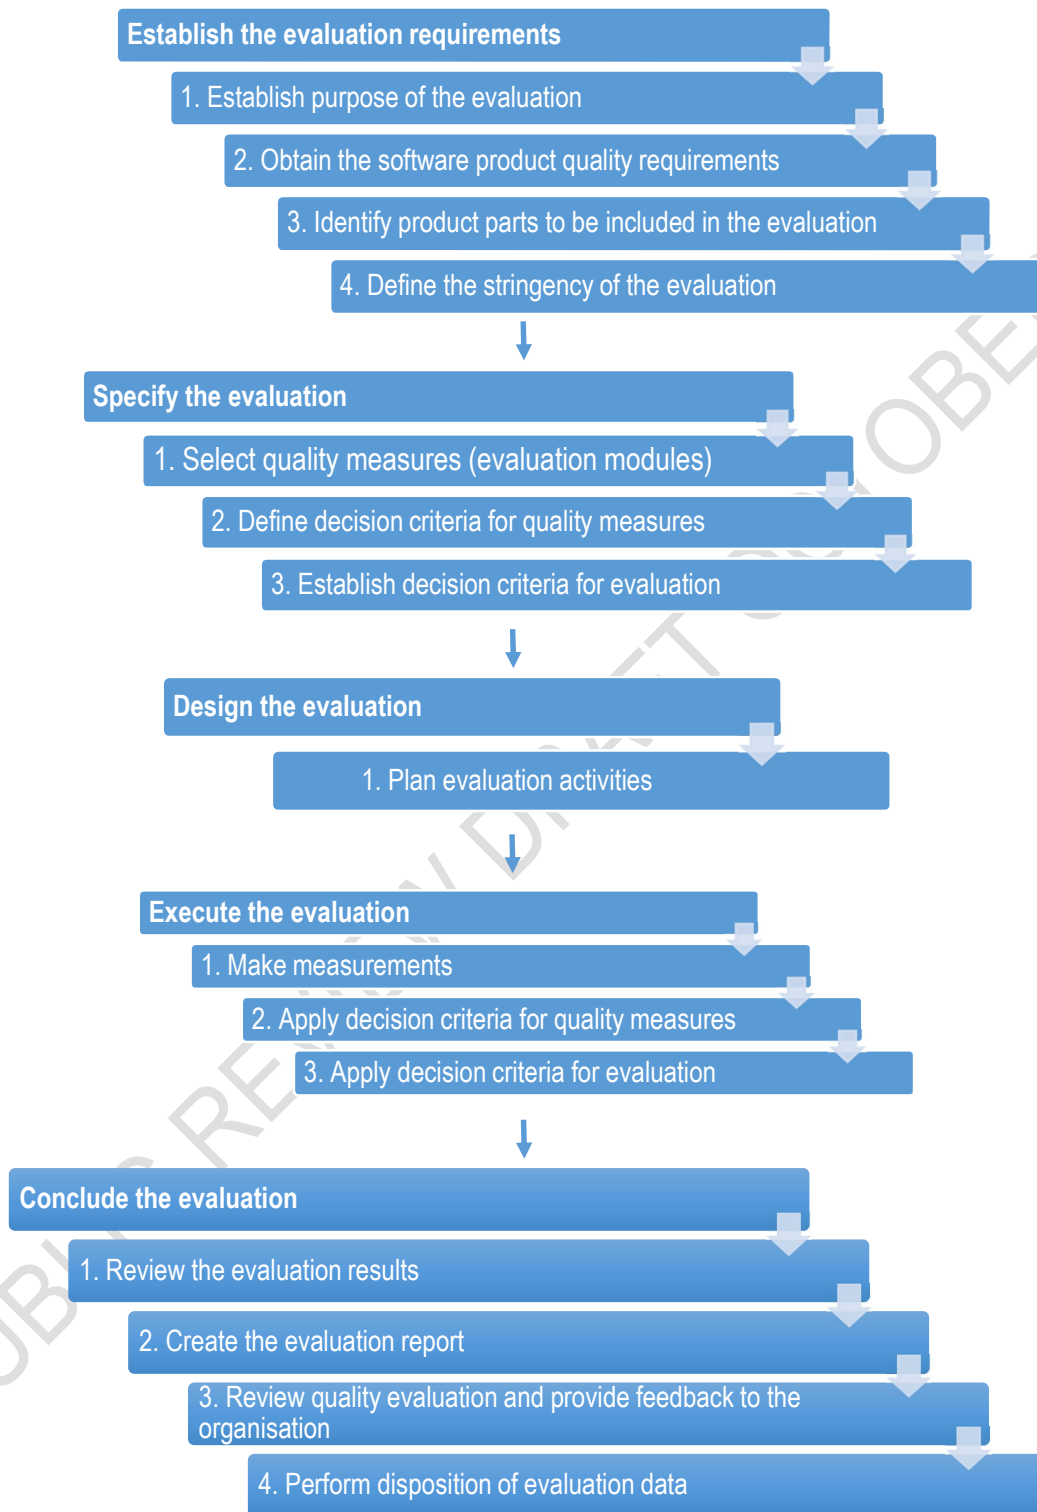 Establish the evaluation requirements
1. Establish purpose of the evaluation
2. Obtain the software product quality requirements
3. Identify product parts to be included in the evaluation
4. Define the stringency of the evaluation
Specify the evaluation
1. Select quality measures (evaluation modules)
2. Define decision criteria for quality measures
3. Establish decision criteria for evaluation
Design the evaluation
1. Plan evaluation activities
Execute the evaluation
1. Make measurements
2. Apply decision criteria for quality measures
3. Apply decision criteria for evaluation
Conclude the evaluation
1. Review the evaluation results
2. Create the evaluation report
3. Review quality evaluation and provide feedback to the
organisation
4. Perform disposition of evaluation data